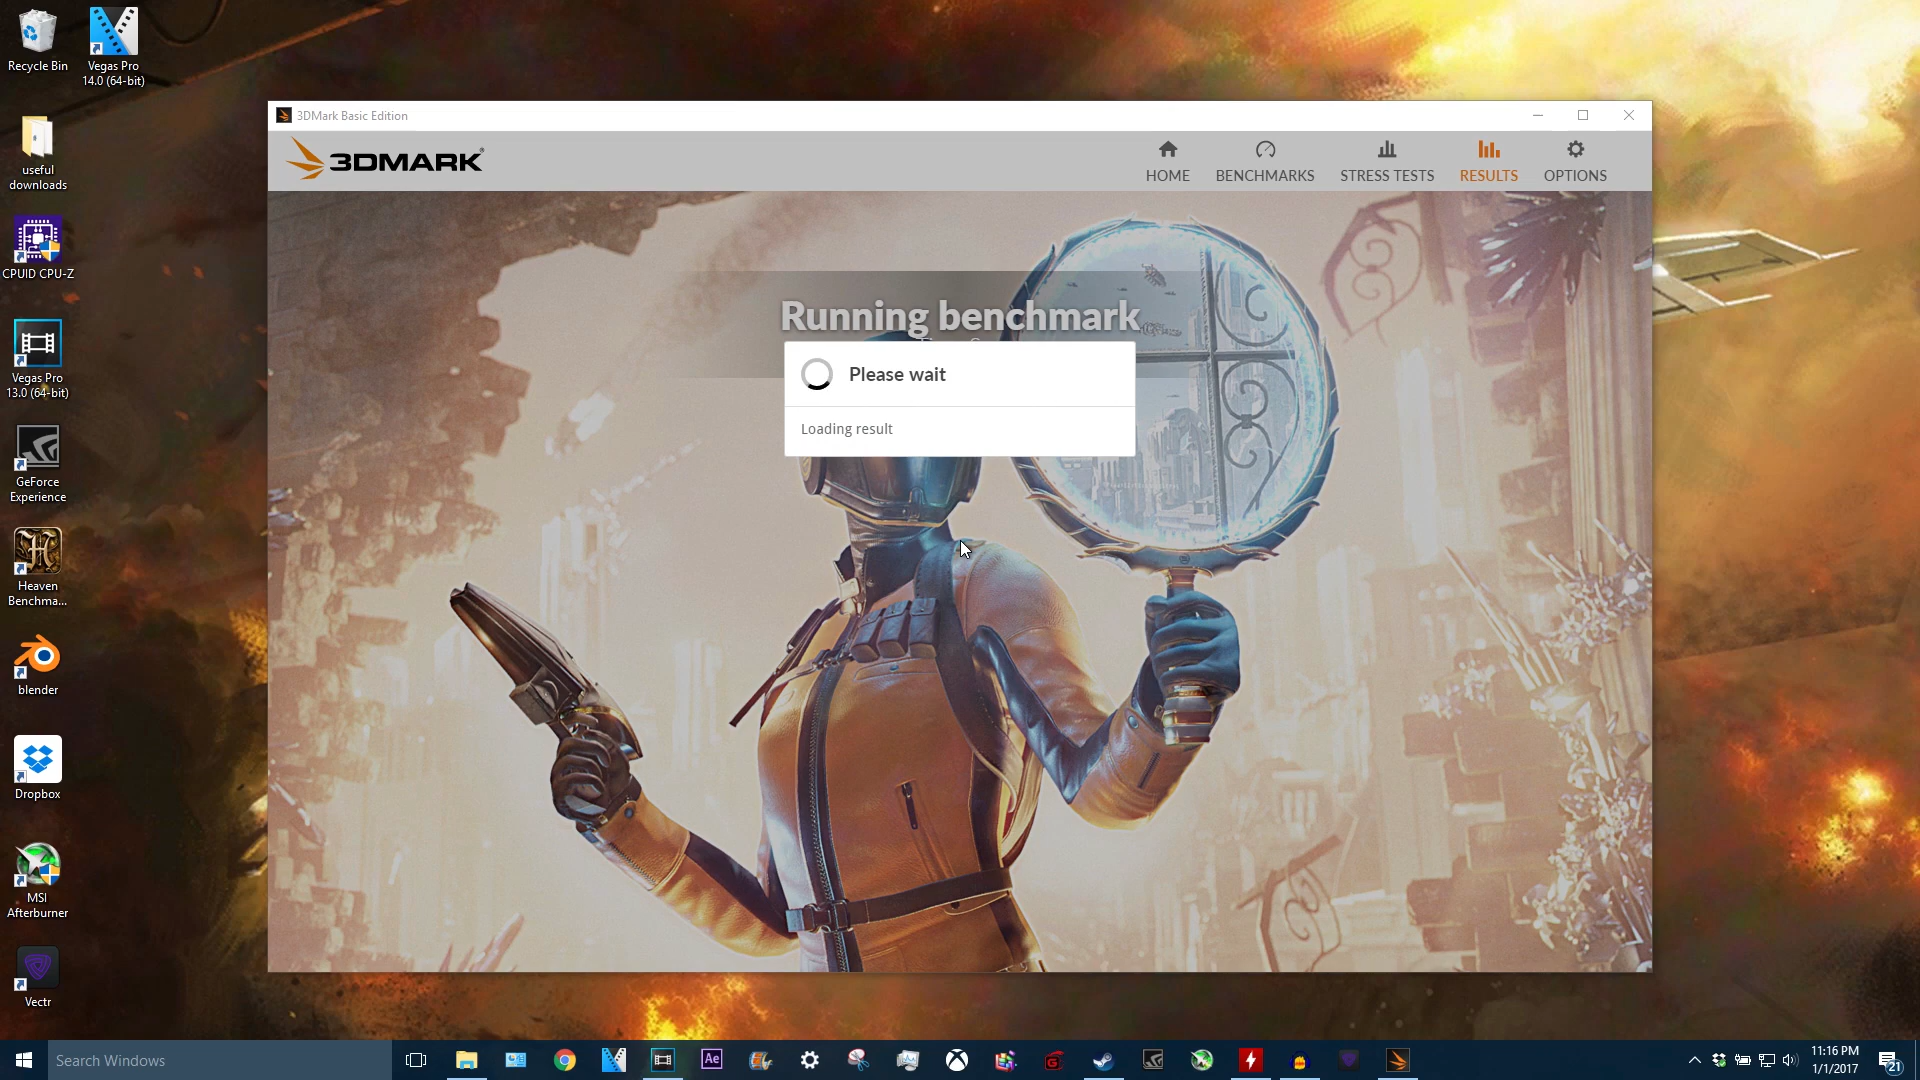 Recycle Bin
Vegas Pro
14.0 (64-bit)
useful
downloads
CPUID CPU-Z
Vegas Pro
13.0 (64-bit)
GeForce
Experience
Heaven
Benchma...
blender
Dropbox
MSI
Afterburner
Vectr
3DMark Basic Edition
3DMARK
HOME
BENCHMARKS
STRESS TESTS
RESULTS
OPTIONS
Running benchmark
Please wait
Loading result
Search Windows
Ae
11:16 PM
1/1/2017
21